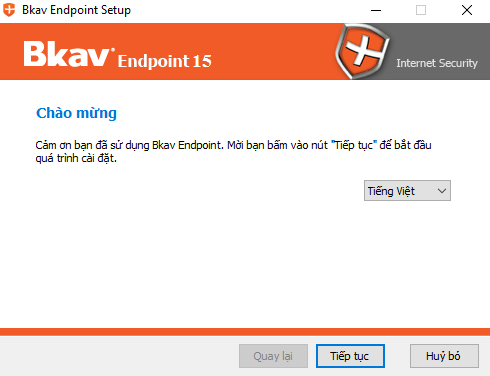 Bkav Endpoint Setup
Bkav® Endpoint 15
Internet Security
Chào mừng
Cảm ơn bạn đã sử dụng Bkav Endpoint. Mời bạn bấm vào nút "Tiếp tục" để bắt đầu
quá trình cài đặt.
Tiếng Việt
Quay lại
Tiếp tục
Huỷ bỏ